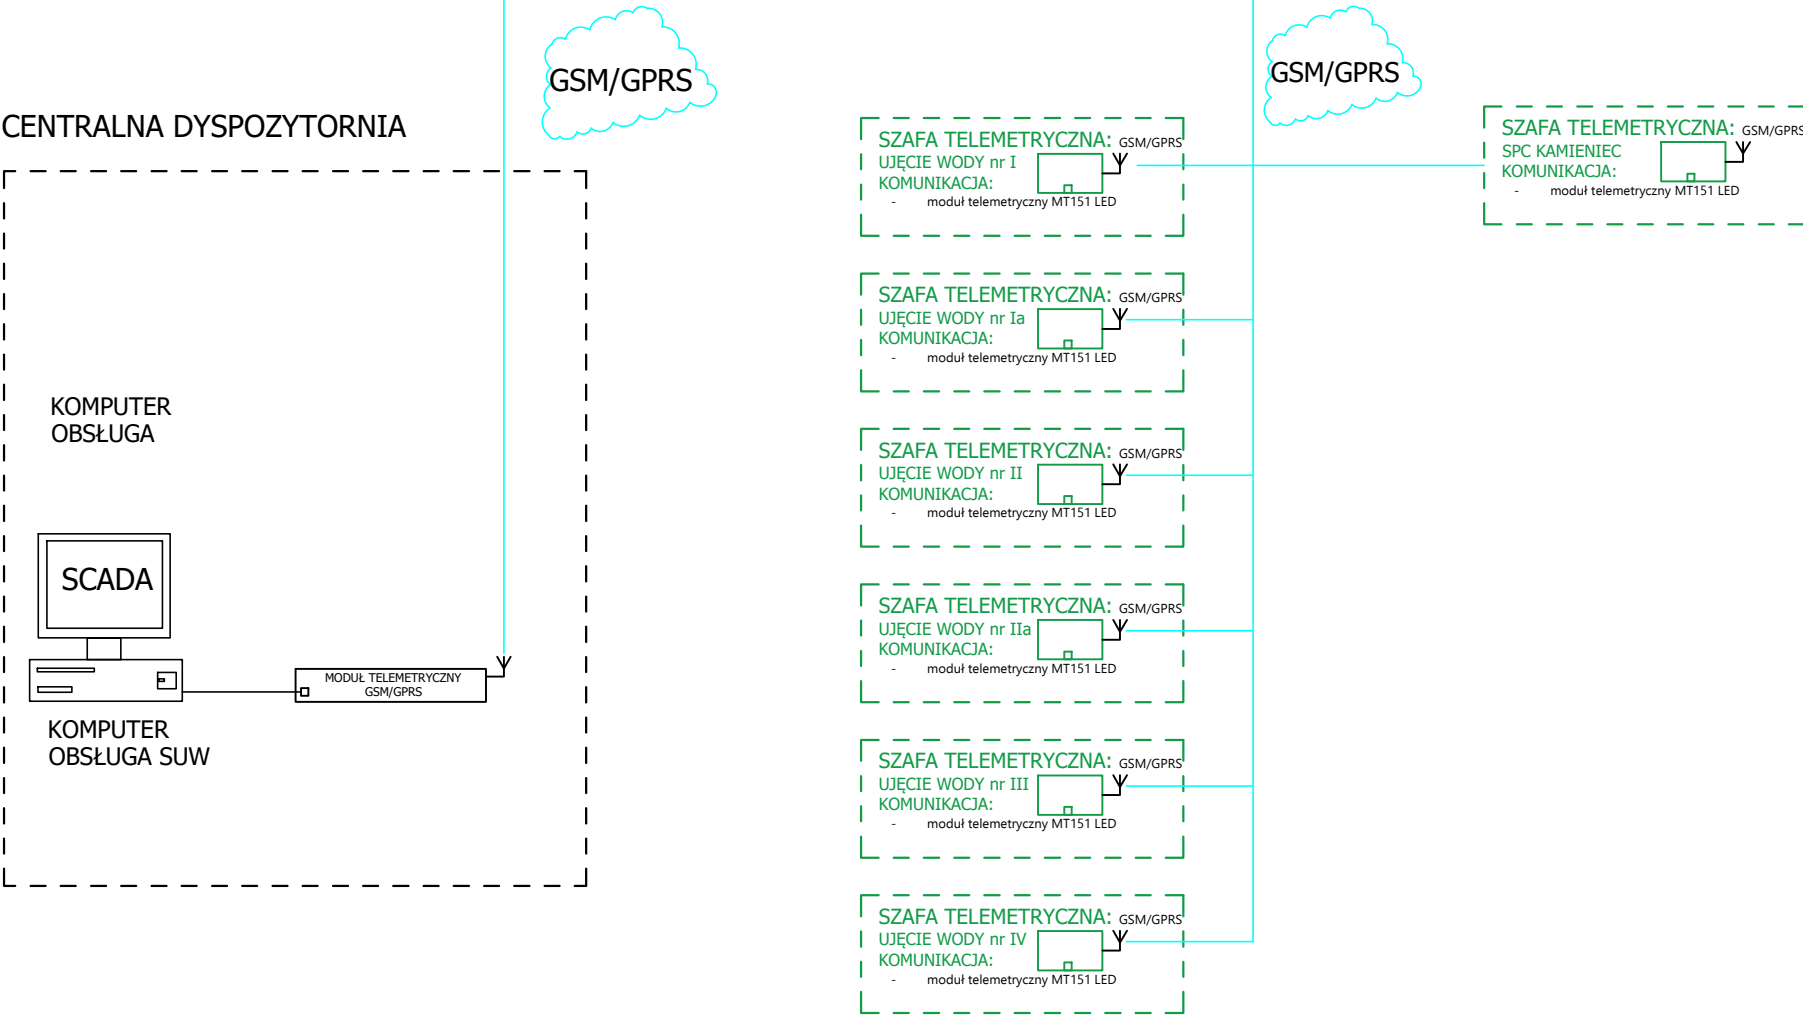 GSM/GPRS
CENTRALNA DYSPOZYTORNIA
KOMPUTER
OBSŁUGA
SCADA
MODUŁ TELEMETRYCZNY
GSM/GPRS
KOMPUTER
OBSŁUGA SUW
GSM/GPRS
SZAFA TELEMETRYCZNA: GSM/GPRS
UJĘCIE WODY nr I
KOMUNIKACJA:
- moduł telemetryczny MT151 LED
SZAFA TELEMETRYCZNA: GSM/GPRS
UJĘCIE WODY nr Ia
KOMUNIKACJA:
- moduł telemetryczny MT151 LED
SZAFA TELEMETRYCZNA: GSM/GPRS
UJĘCIE WODY nr II
KOMUNIKACJA:
- moduł telemetryczny MT151 LED
SZAFA TELEMETRYCZNA: GSM/GPRS
UJĘCIE WODY nr IIa
KOMUNIKACJA:
- moduł telemetryczny MT151 LED
SZAFA TELEMETRYCZNA: GSM/GPRS
UJĘCIE WODY nr III
KOMUNIKACJA:
- moduł telemetryczny MT151 LED
SZAFA TELEMETRYCZNA: GSM/GPRS
UJĘCIE WODY nr IV
KOMUNIKACJA:
- moduł telemetryczny MT151 LED
SZAFA TELEMETRYCZNA: GSM/GPRS
SPC KAMIENIEC
KOMUNIKACJA:
- moduł telemetryczny MT151 LED